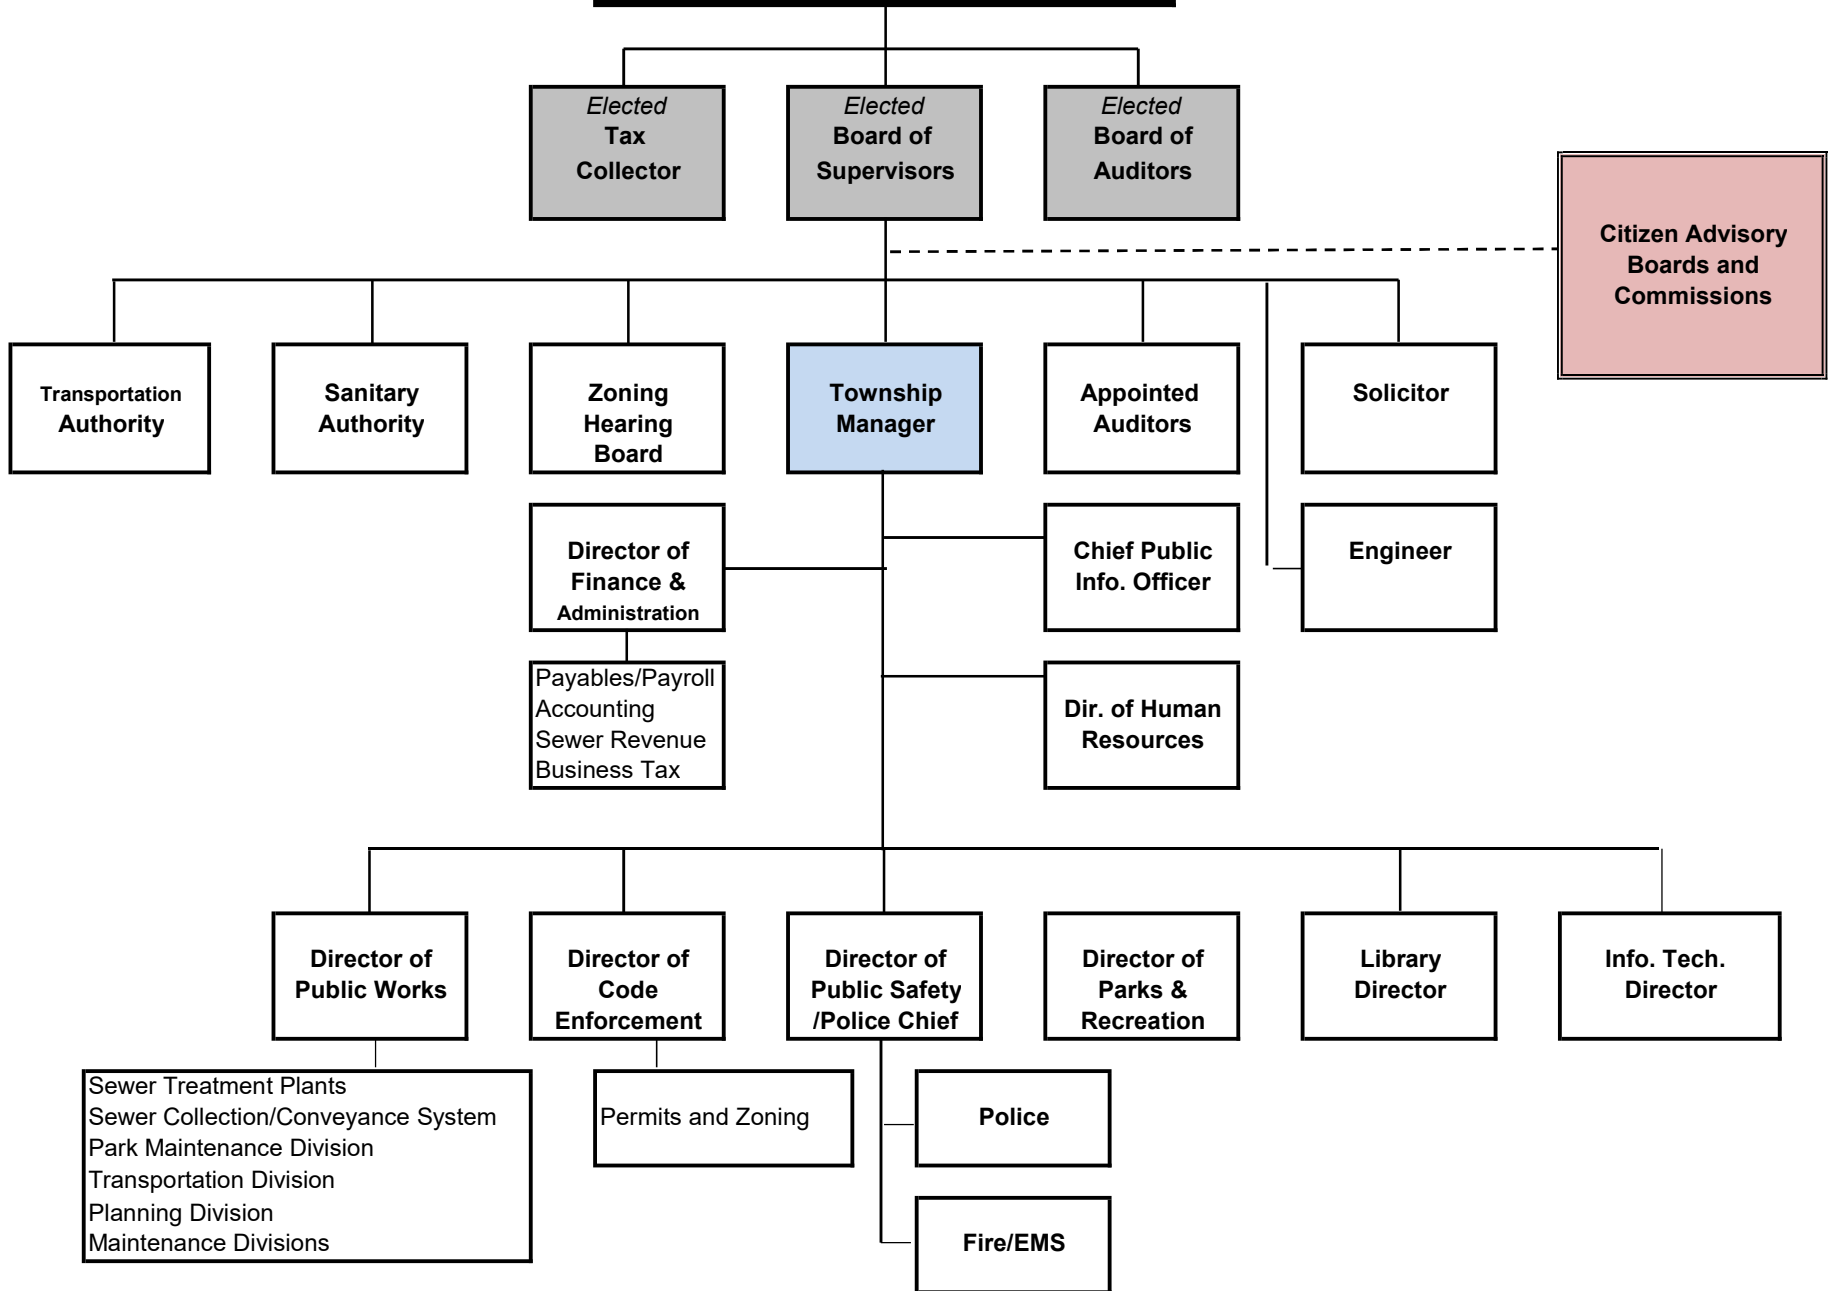 Elected
Tax
Collector
Elected
Board of
Supervisors
Elected
Board of
Auditors
Citizen Advisory
Boards and
Commissions
Transportation
Authority
Sanitary
Authority
Zoning
Hearing
Board
Township
Manager
Appointed
Auditors
Solicitor
Director of
Finance &
Administration
Chief Public
Info. Officer
Engineer
Payables/Payroll
Accounting
Sewer Revenue
Business Tax
Dir. of Human
Resources
Director of
Public Works
Director of
Code
Enforcement
Director of
Public Safety
/Police Chief
Director of
Parks &
Recreation
Library
Director
Info. Tech.
Director
Sewer Treatment Plants
Sewer Collection/Conveyance System
Park Maintenance Division
Transportation Division
Planning Division
Maintenance Divisions
Permits and Zoning
Police
Fire/EMS